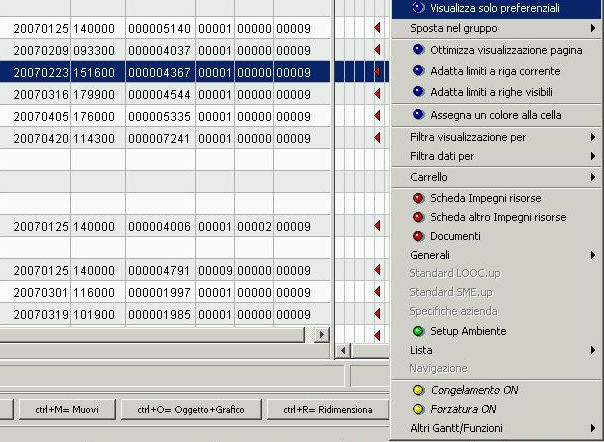 20070125 140000 000005140 00001 00000 00009
20070209 093300 000004037 00001 00000 00009
20070223 151600 000004367 00001 00000 00009
20070316 179900 000004544 00001 00000 00009
20070405 176000 000005335 00001 00000 00009
20070420 114300 000007241 00001 00000 00009
20070125 140000 000004006 00001 00002 00009
20070125 140000 000004791 00009 00000 00009
20070301 116000 000001997 00001 00000 00009
20070319 101900 000001985 00001 00000 00009
ctrl+M= Muovi
ctrl+O= Oggetto+Grafico
ctrl+R= Ridimensiona
Visualizza solo preferenziali
Sposta nel gruppo
Ottimizza visualizzazione pagina
Adatta limiti a riga corrente
Adatta limiti a righe visibili
Assegna un colore alla cella
Filtra visualizzazione per
Filtra dati per
Carrello
Scheda Impegni risorse
Scheda altro Impegni risorse
Documenti
Generali
Standard LOOC.up
Standard SME.up
Specifiche azienda
Setup Ambiente
Lista
Navigazione
Congelamento ON
Forzatura ON
Altri Gantt/Funzioni